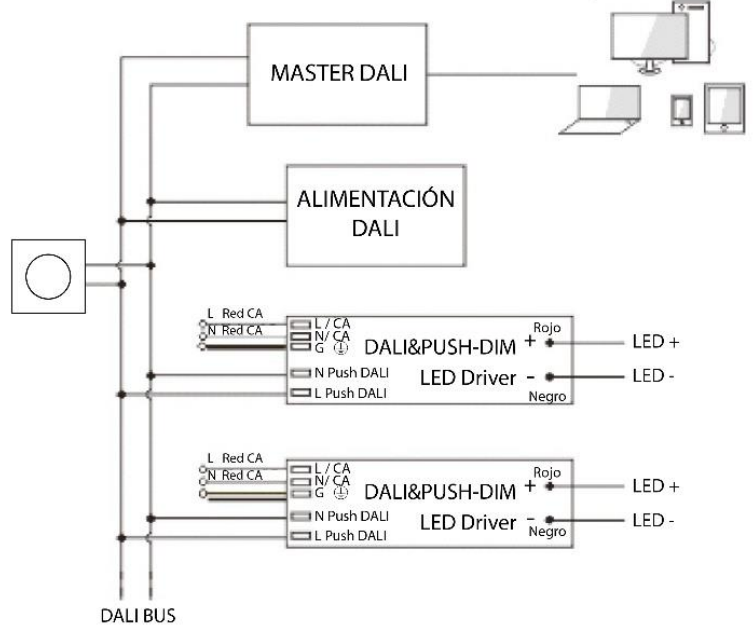 MASTER DALI
ALIMENTACIÓN
DALI
L Red CA
N Red CA
L / CA
N/ CA
G
N Push DALI
L Push DALI
DALI&PUSH-DIM
LED Driver
Rojo
+
-
Negro
LED +
LED -
L Red CA
N Red CA
L / CA
N/ CA
G
N Push DALI
L Push DALI
DALI&PUSH-DIM
LED Driver
Rojo
+
-
Negro
LED +
LED -
DALI BUS